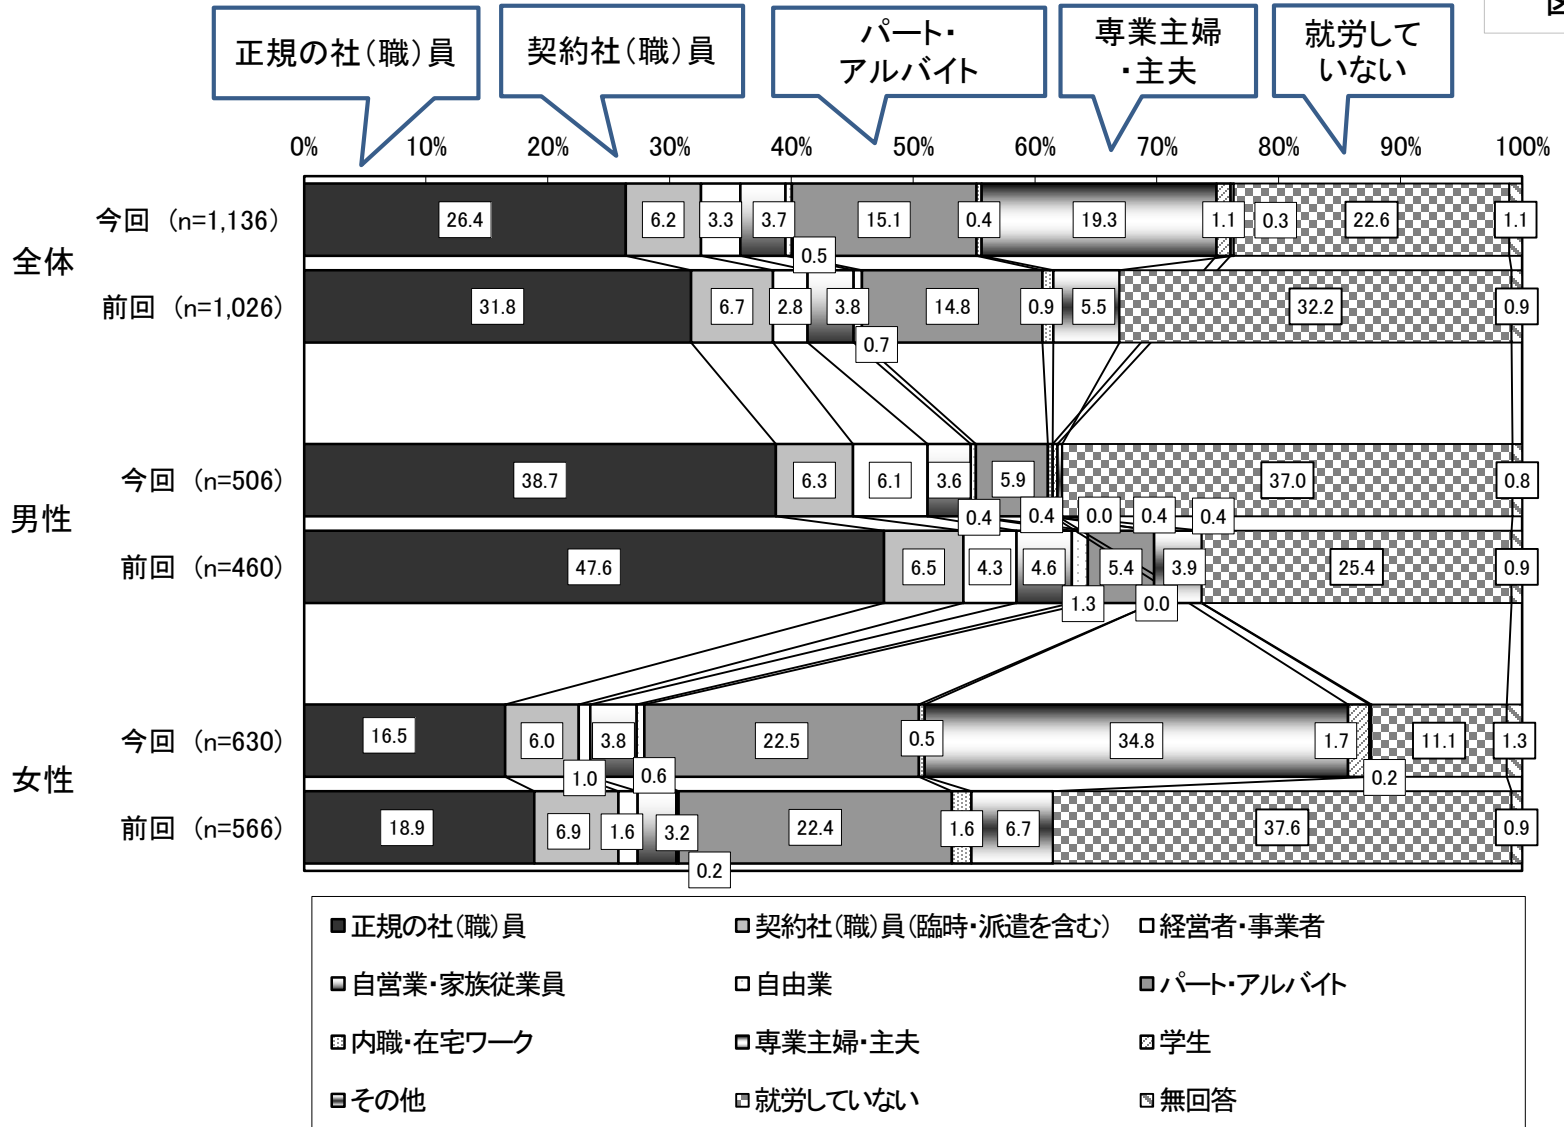 正規の社(職)員
契約社(職)員
パート・
アルバイト
専業主婦
・主夫
就労して
いない
0% 10% 20% 30% 40% 50% 60% 70% 80% 90% 100%
全体
今回 (n=1,136) 26.4 6.2 3.3 3.7 0.5 15.1 0.4 19.3 1.1 0.3 22.6 1.1
前回 (n=1,026) 31.8 6.7 2.8 3.8 0.7 14.8 0.9 5.5 32.2 0.9
男性
今回 (n=506) 38.7 6.3 6.1 3.6 0.4 5.9 0.4 0.0 0.4 0.4 37.0 0.8
前回 (n=460) 47.6 6.5 4.3 4.6 1.3 5.4 0.0 3.9 25.4 0.9
女性
今回 (n=630) 16.5 6.0 1.0 3.8 0.6 22.5 0.5 34.8 1.7 0.2 11.1 1.3
前回 (n=566) 18.9 6.9 1.6 3.2 0.2 22.4 1.6 6.7 37.6 0.9
正規の社(職)員 契約社(職)員(臨時・派遣を含む) 経営者・事業者
自営業・家族従業員 自由業 パート・アルバイト
内職・在宅ワーク 専業主婦・主夫 学生
その他 就労していない 無回答